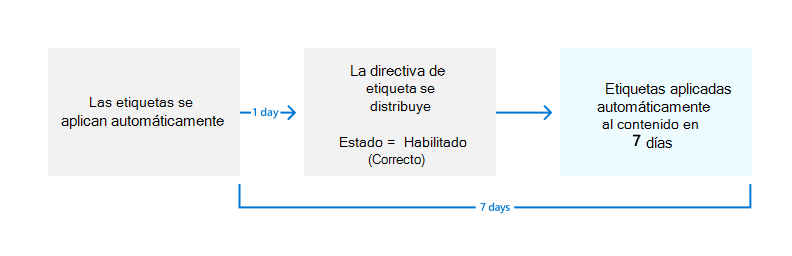 Las etiquetas se
aplican automáticamente
1 day
La directiva de
etiqueta se
distribuye
Estado = Habilitado
(Correcto)
Etiquetas aplicadas
automáticamente
al contenido en
7 días
7 days